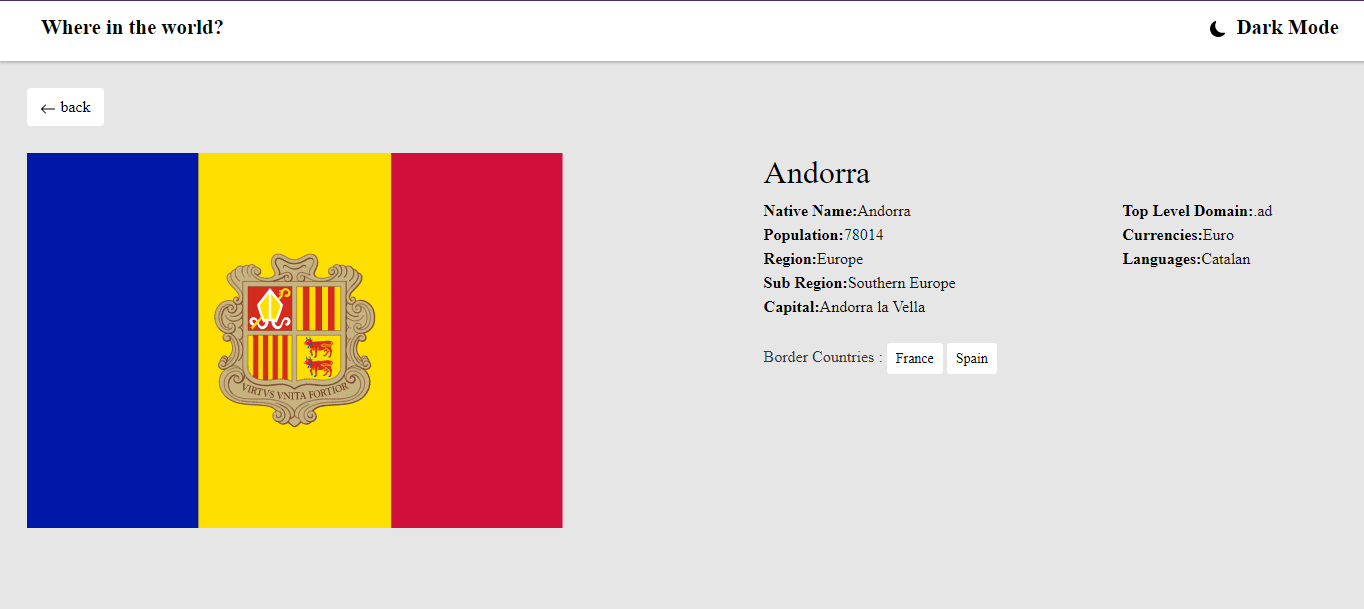 Where in the world?
Dark Mode
← back
VIRTVS VNITA FORTIOR
Andorra
Native Name:Andorra
Population:78014
Region:Europe
Sub Region:Southern Europe
Capital:Andorra la Vella
Top Level Domain:.ad
Currencies:Euro
Languages:Catalan
Border Countries : France Spain